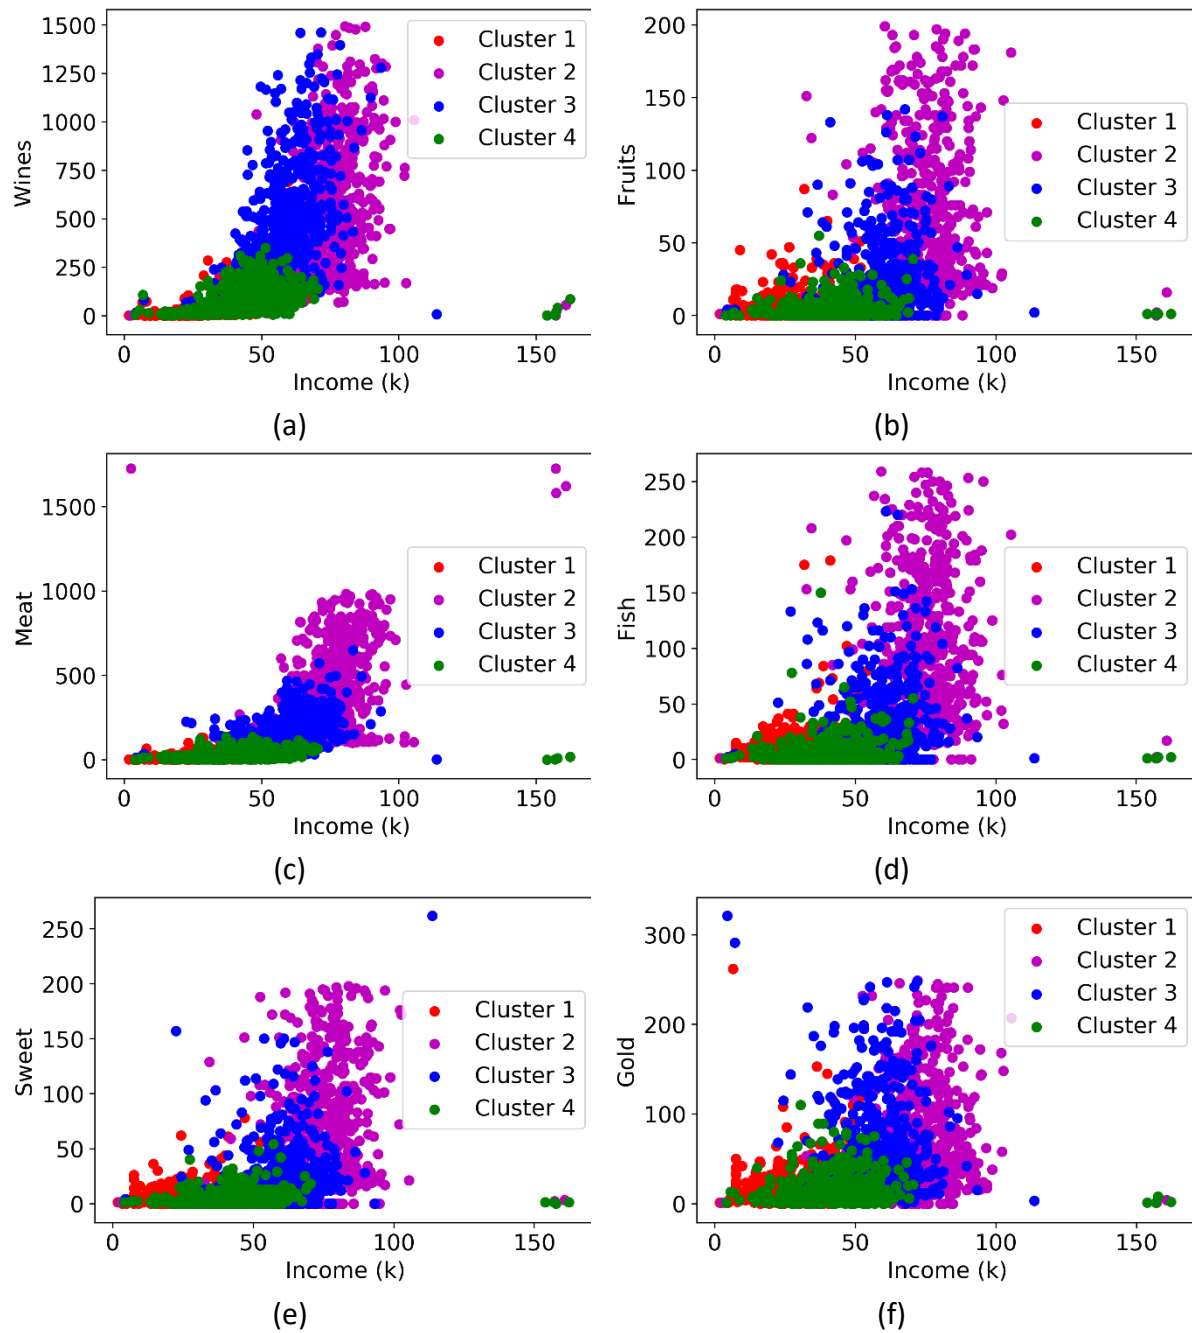 1500
1250
1000
750
500
250
0
Wines
0 50 100 150
Income (k)
Cluster 1
Cluster 2
Cluster 3
Cluster 4
(a)
200
150
100
50
0
Fruits
0 50 100 150
Income (k)
Cluster 1
Cluster 2
Cluster 3
Cluster 4
(b)
1500
1000
500
0
Meat
0 50 100 150
Income (k)
Cluster 1
Cluster 2
Cluster 3
Cluster 4
(c)
250
200
150
100
50
0
Fish
0 50 100 150
Income (k)
Cluster 1
Cluster 2
Cluster 3
Cluster 4
(d)
250
200
150
100
50
0
Sweet
0 50 100 150
Income (k)
Cluster 1
Cluster 2
Cluster 3
Cluster 4
(e)
300
200
100
0
Gold
0 50 100 150
Income (k)
Cluster 1
Cluster 2
Cluster 3
Cluster 4
(f)